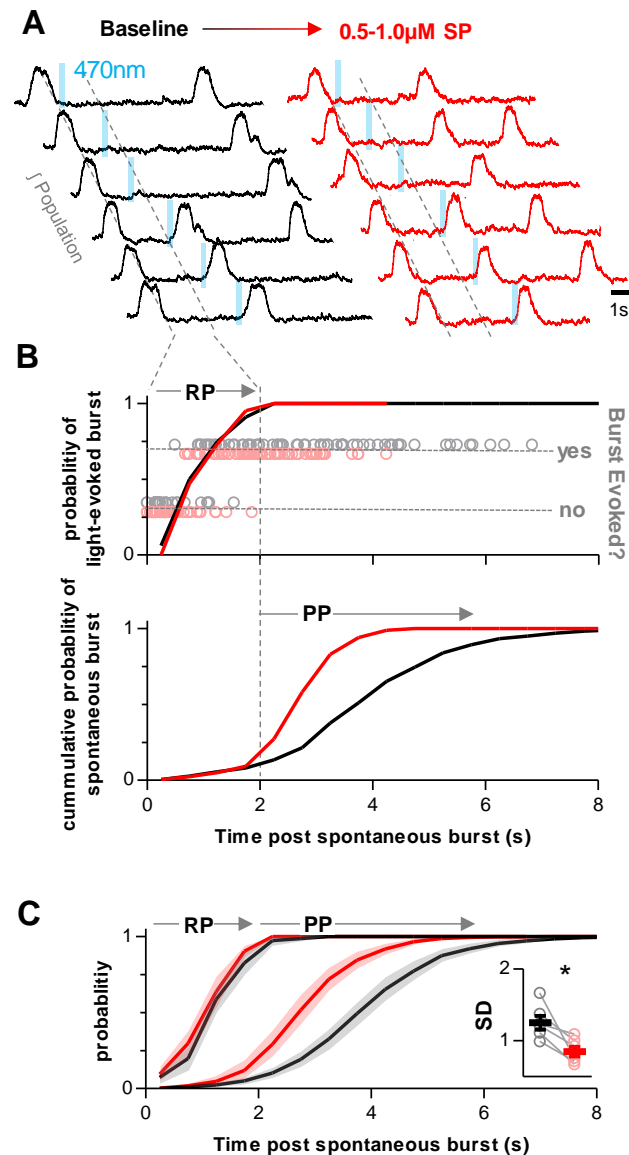 A
Baseline
0.5-1.0µM SP
470nm
∫ Population
1s
B
RP
probablitiy of
light-evoked burst
1
0
yes
no
Burst Evoked?
PP
cummulative probablitiy of
spontaneous burst
1
0
0
2
4
6
8
Time post spontaneous burst (s)
C
RP
PP
probablitiy
1
0
SD
2
1
*
0
2
4
6
8
Time post spontaneous burst (s)